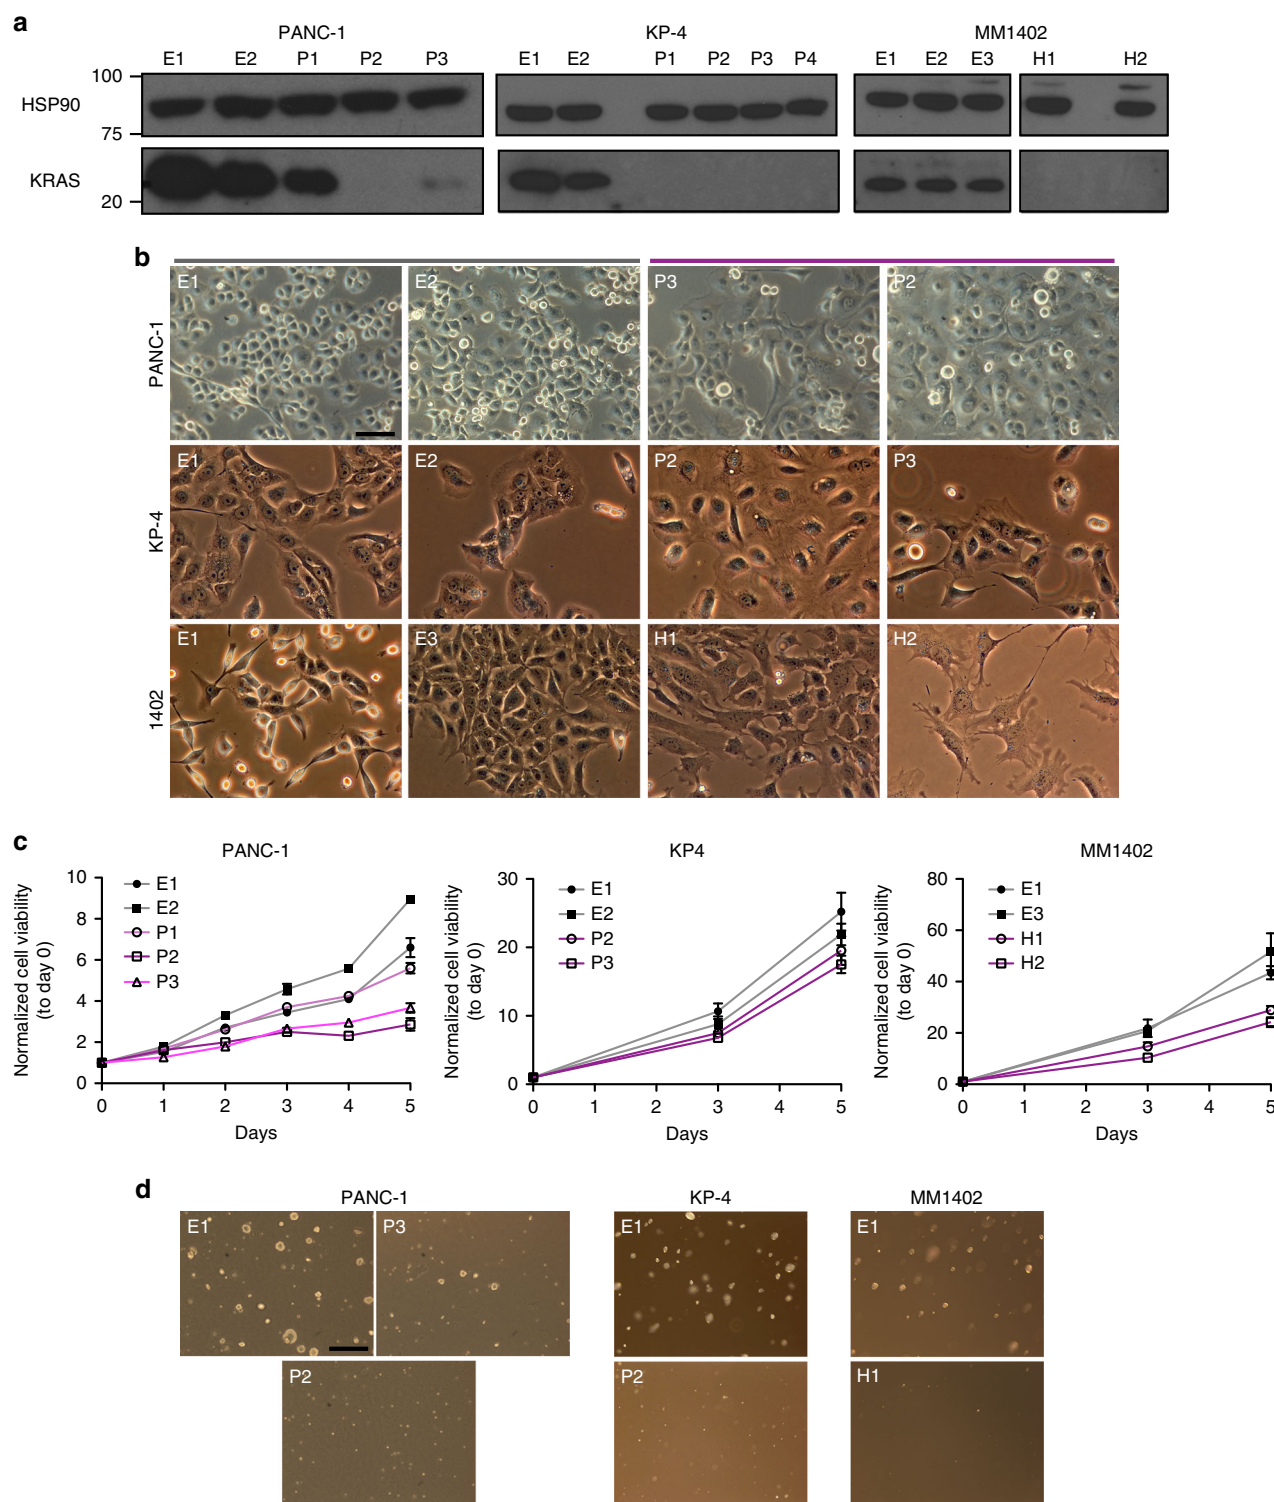 a
PANC-1 KP-4 MM1402
E1 E2 P1 P2 P3 E1 E2 P1 P2 P3 P4 E1 E2 E3 H1 H2
100
HSP90
75
KRAS
20
b
PANC-1
E1 E2 P3 P2
KP-4
E1 E2 P2 P3
1402
E1 E3 H1 H2
c
PANC-1
Normalized cell viability
(to day 0)
10
8
6
4
2
0
E1
E2
P1
P2
P3
0 1 2 3 4 5
Days
KP4
Normalized cell viability
(to day 0)
30
20
10
0
E1
E2
P2
P3
0 1 2 3 4 5
Days
MM1402
Normalized cell viability
(to day 0)
80
60
40
20
0
E1
E3
H1
H2
0 1 2 3 4 5
Days
d
PANC-1 KP-4 MM1402
E1 P3 E1 E1
P2 P2 H1